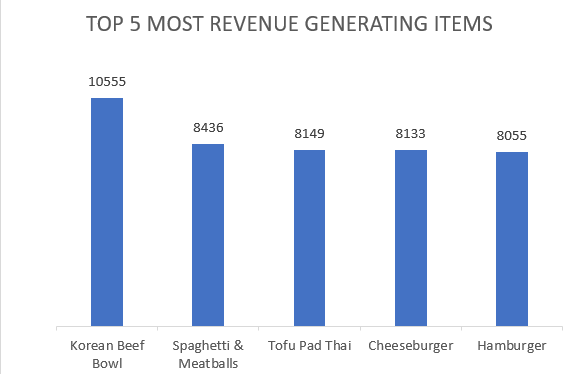 TOP 5 MOST REVENUE GENERATING ITEMS
10555
8436
8149
8133
8055
Korean Beef
Bowl
Spaghetti &
Meatballs
Tofu Pad Thai
Cheeseburger
Hamburger